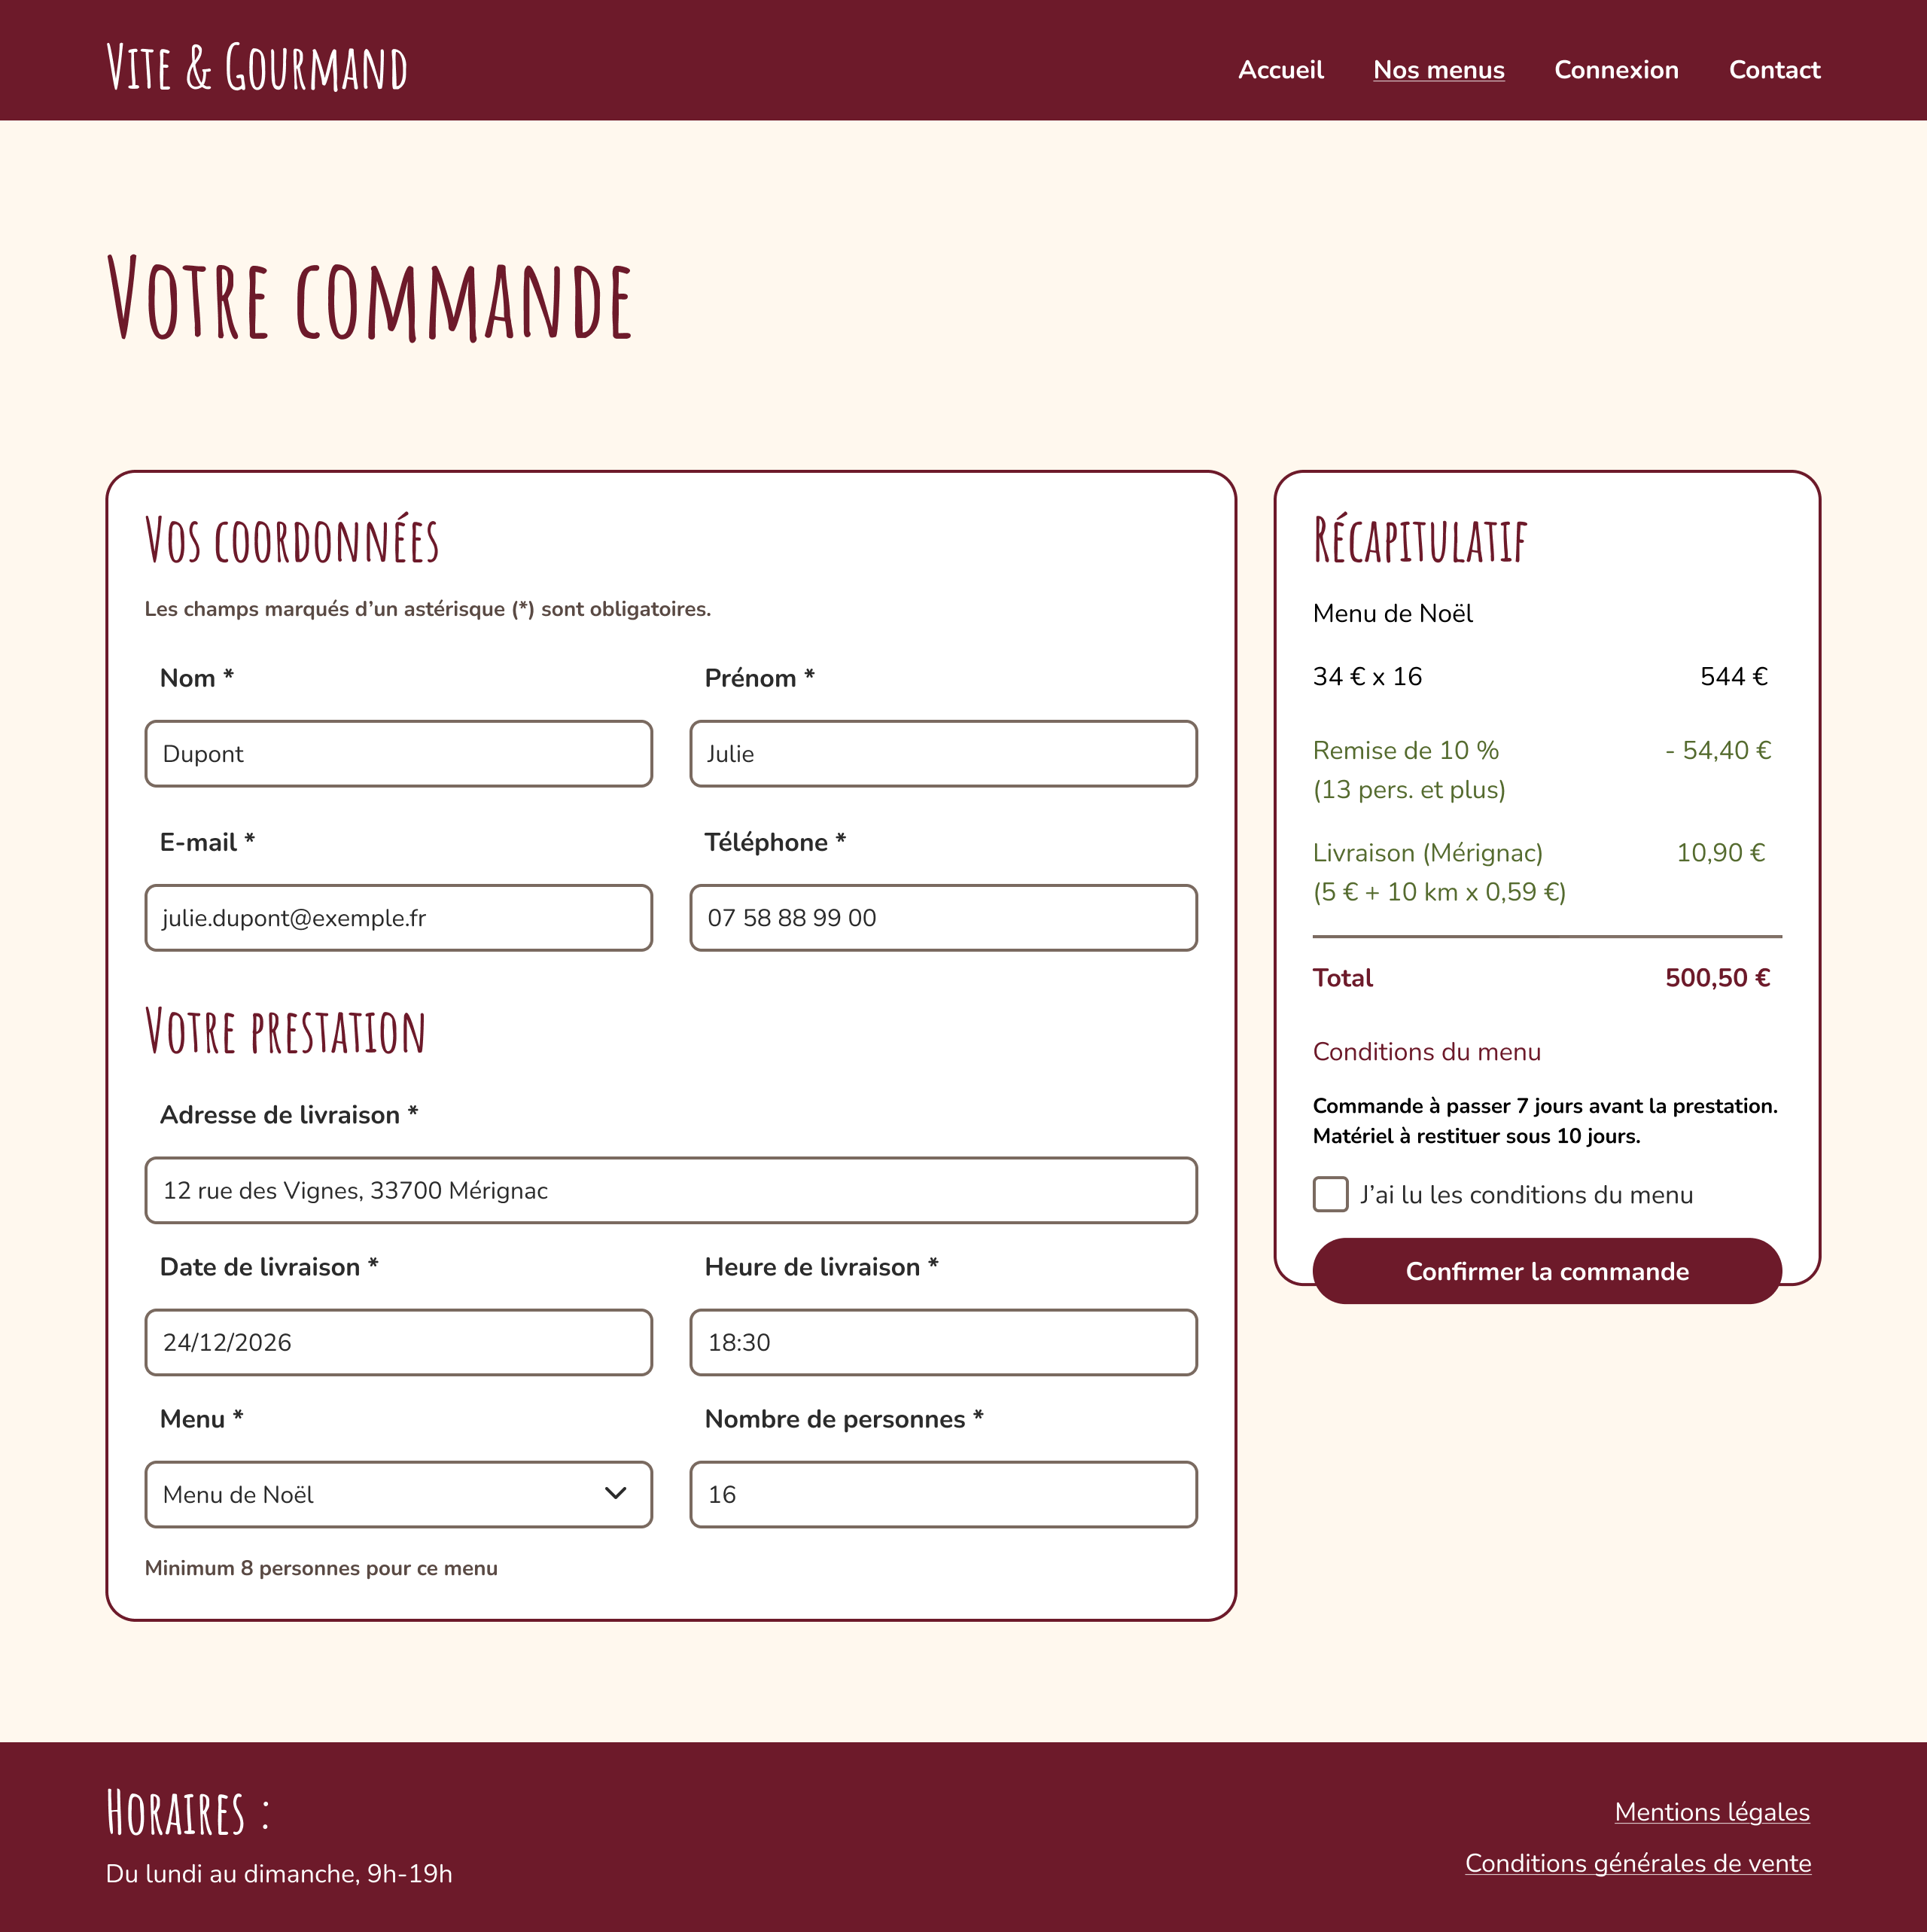 Vite & Gourmand
Accueil Nos menus Connexion Contact
Votre commande
Vos coordonnées
Les champs marqués d’un astérisque (*) sont obligatoires.
Nom * Prénom *
Dupont Julie
E-mail * Téléphone *
julie.dupont@exemple.fr 07 58 88 99 00
Votre prestation
Adresse de livraison *
12 rue des Vignes, 33700 Mérignac
Date de livraison * Heure de livraison *
24/12/2026 18:30
Menu * Nombre de personnes *
Menu de Noël 16
Minimum 8 personnes pour ce menu
Récapitulatif
Menu de Noël
34 € x 16 544 €
Remise de 10 % - 54,40 €
(13 pers. et plus)
Livraison (Mérignac) 10,90 €
(5 € + 10 km x 0,59 €)
Total 500,50 €
Conditions du menu
Commande à passer 7 jours avant la prestation.
Matériel à restituer sous 10 jours.
J’ai lu les conditions du menu
Confirmer la commande
Horaires :
Du lundi au dimanche, 9h-19h
Mentions légales
Conditions générales de vente